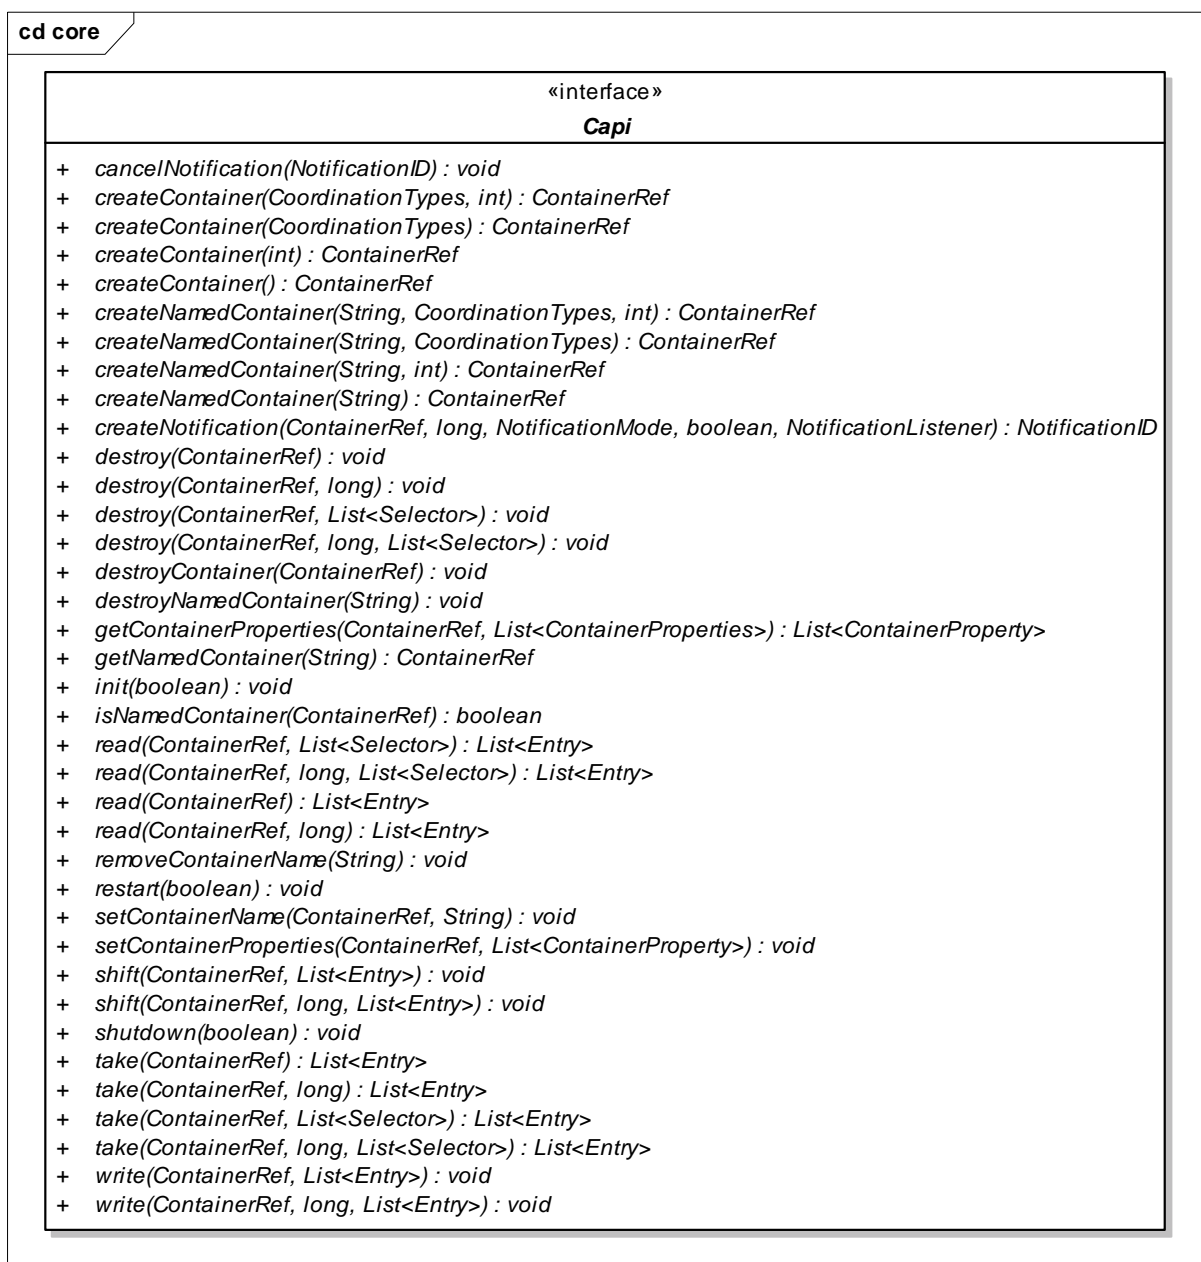 cd core
«interface»
Capi
+ cancelNotification(NotificationID) : void
+ createContainer(CoordinationTypes, int) : ContainerRef
+ createContainer(CoordinationTypes) : ContainerRef
+ createContainer(int) : ContainerRef
+ createContainer() : ContainerRef
+ createNamedContainer(String, CoordinationTypes, int) : ContainerRef
+ createNamedContainer(String, CoordinationTypes) : ContainerRef
+ createNamedContainer(String, int) : ContainerRef
+ createNamedContainer(String) : ContainerRef
+ createNotification(ContainerRef, long, NotificationMode, boolean, NotificationListener) : NotificationID
+ destroy(ContainerRef) : void
+ destroy(ContainerRef, long) : void
+ destroy(ContainerRef, List<Selector>) : void
+ destroy(ContainerRef, long, List<Selector>) : void
+ destroyContainer(ContainerRef) : void
+ destroyNamedContainer(String) : void
+ getContainerProperties(ContainerRef, List<ContainerProperties>) : List<ContainerProperty>
+ getNamedContainer(String) : ContainerRef
+ init(boolean) : void
+ isNamedContainer(ContainerRef) : boolean
+ read(ContainerRef, List<Selector>) : List<Entry>
+ read(ContainerRef, long, List<Selector>) : List<Entry>
+ read(ContainerRef) : List<Entry>
+ read(ContainerRef, long) : List<Entry>
+ removeContainerName(String) : void
+ restart(boolean) : void
+ setContainerName(ContainerRef, String) : void
+ setContainerProperties(ContainerRef, List<ContainerProperty>) : void
+ shift(ContainerRef, List<Entry>) : void
+ shift(ContainerRef, long, List<Entry>) : void
+ shutdown(boolean) : void
+ take(ContainerRef) : List<Entry>
+ take(ContainerRef, long) : List<Entry>
+ take(ContainerRef, List<Selector>) : List<Entry>
+ take(ContainerRef, long, List<Selector>) : List<Entry>
+ write(ContainerRef, List<Entry>) : void
+ write(ContainerRef, long, List<Entry>) : void